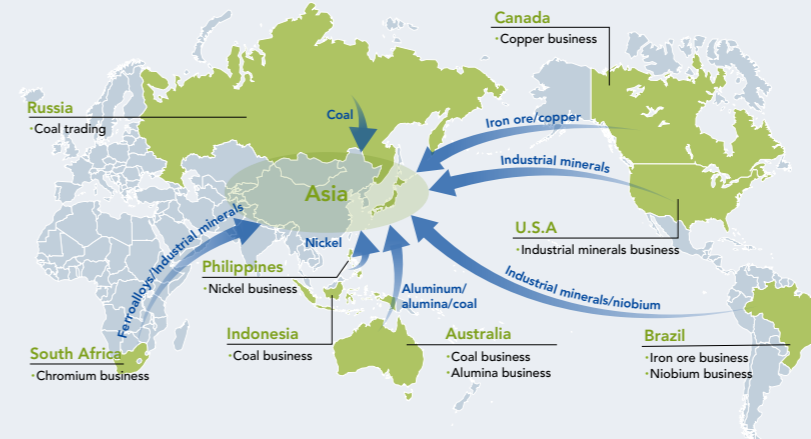 Canada
·Copper business
Russia
·Coal trading
Coal
Iron ore/copper
Industrial minerals
Asia
U.S.A
·Industrial minerals business
Ferroalloys/Industrial minerals
Nickel
Philippines
·Nickel business
Aluminum/
alumina/coal
Industrial minerals/niobium
Indonesia
·Coal business
Australia
·Coal business
·Alumina business
Brazil
·Iron ore business
·Niobium business
South Africa
·Chromium business